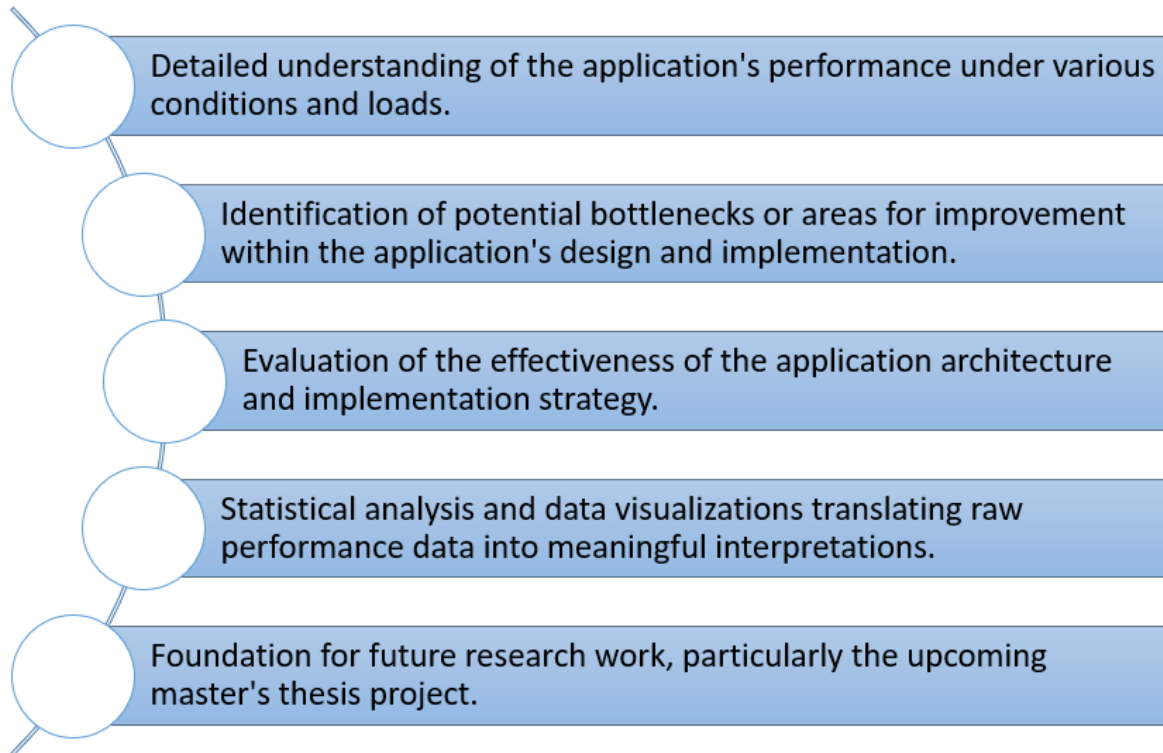 Detailed understanding of the application's performance under various
conditions and loads.
Identification of potential bottlenecks or areas for improvement
within the application's design and implementation.
Evaluation of the effectiveness of the application architecture
and implementation strategy.
Statistical analysis and data visualizations translating raw
performance data into meaningful interpretations.
Foundation for future research work, particularly the upcoming
master's thesis project.